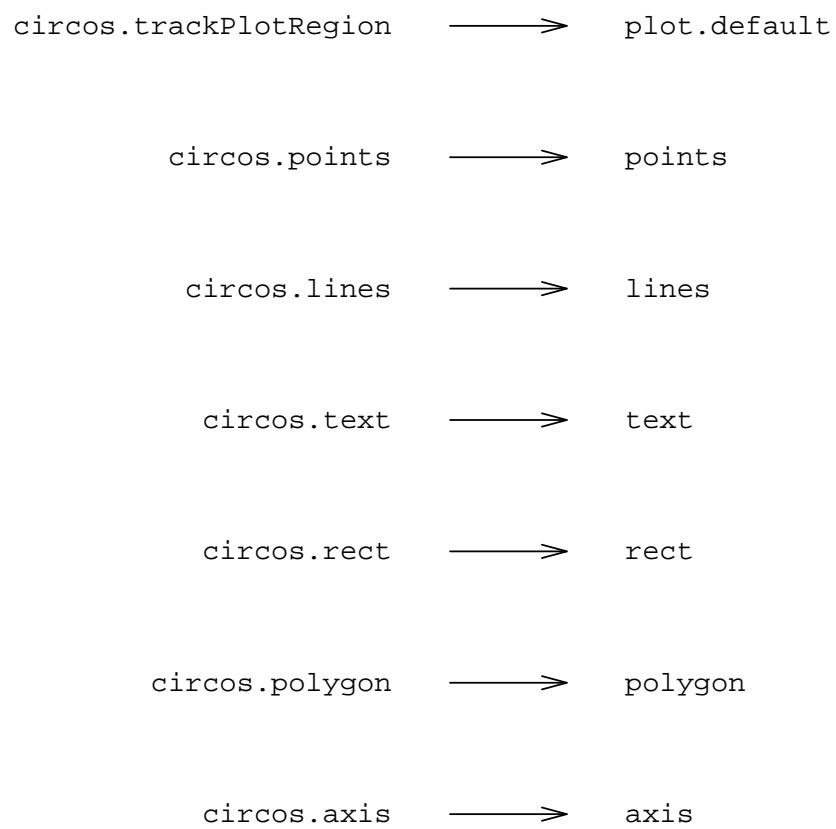 circos.trackPlotRegion plot.default
circos.points points
circos.lines lines
circos.text text
circos.rect rect
circos.polygon polygon
circos.axis axis